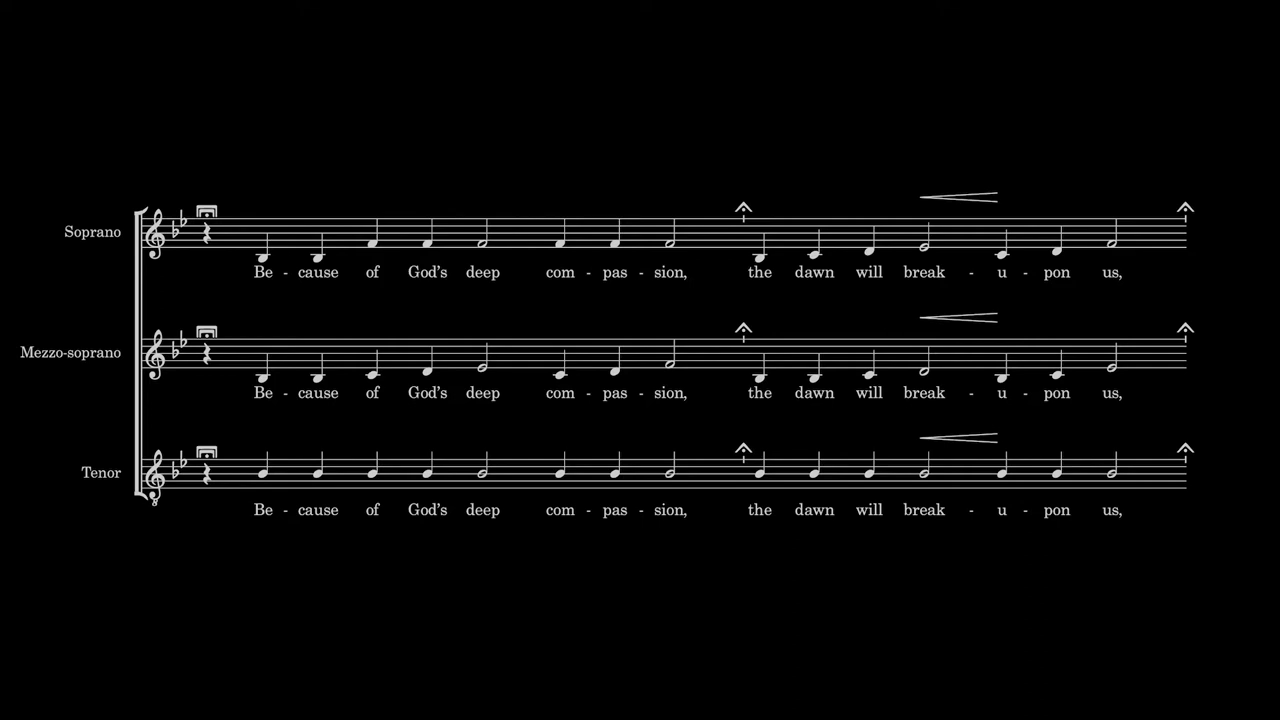 Soprano
Be - cause of God's deep com - pas - sion, the dawn will break - u - pon us,
Mezzo-soprano
Be - cause of God's deep com - pas - sion, the dawn will break - u - pon us,
Tenor
8
Be - cause of God's deep com - pas - sion, the dawn will break - u - pon us,